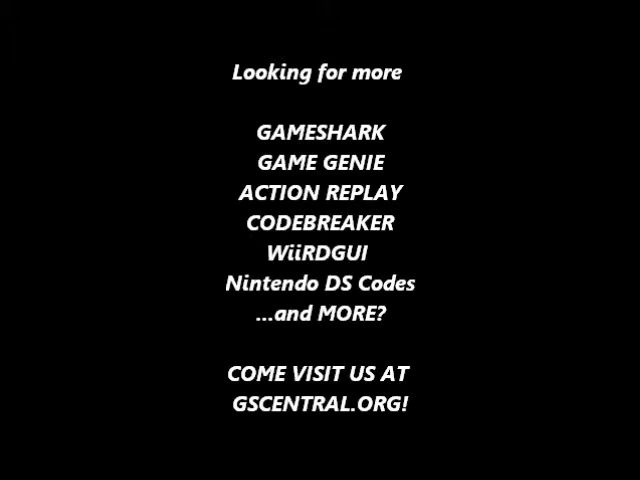 Looking for more
GAMESHARK
GAME GENIE
ACTION REPLAY
CODEBREAKER
WiiRDGUI
Nintendo DS Codes
...and MORE?
COME VISIT US AT
GSCENTRAL.ORG!